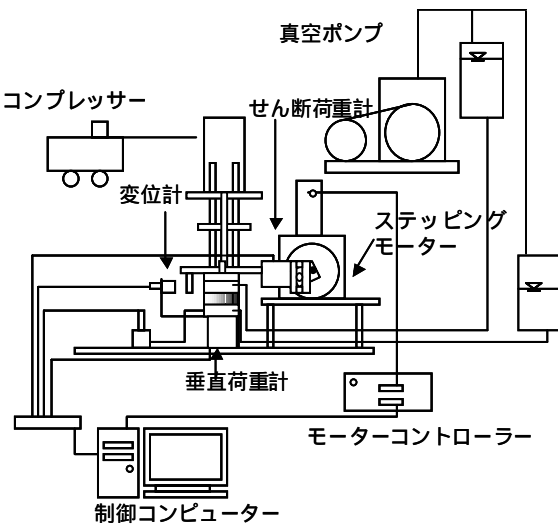 真空ポンプ
コンプレッサー
せん断荷重計
変位計
ステッピング
モーター
垂直荷重計
モーターコントローラー
制御コンピューター